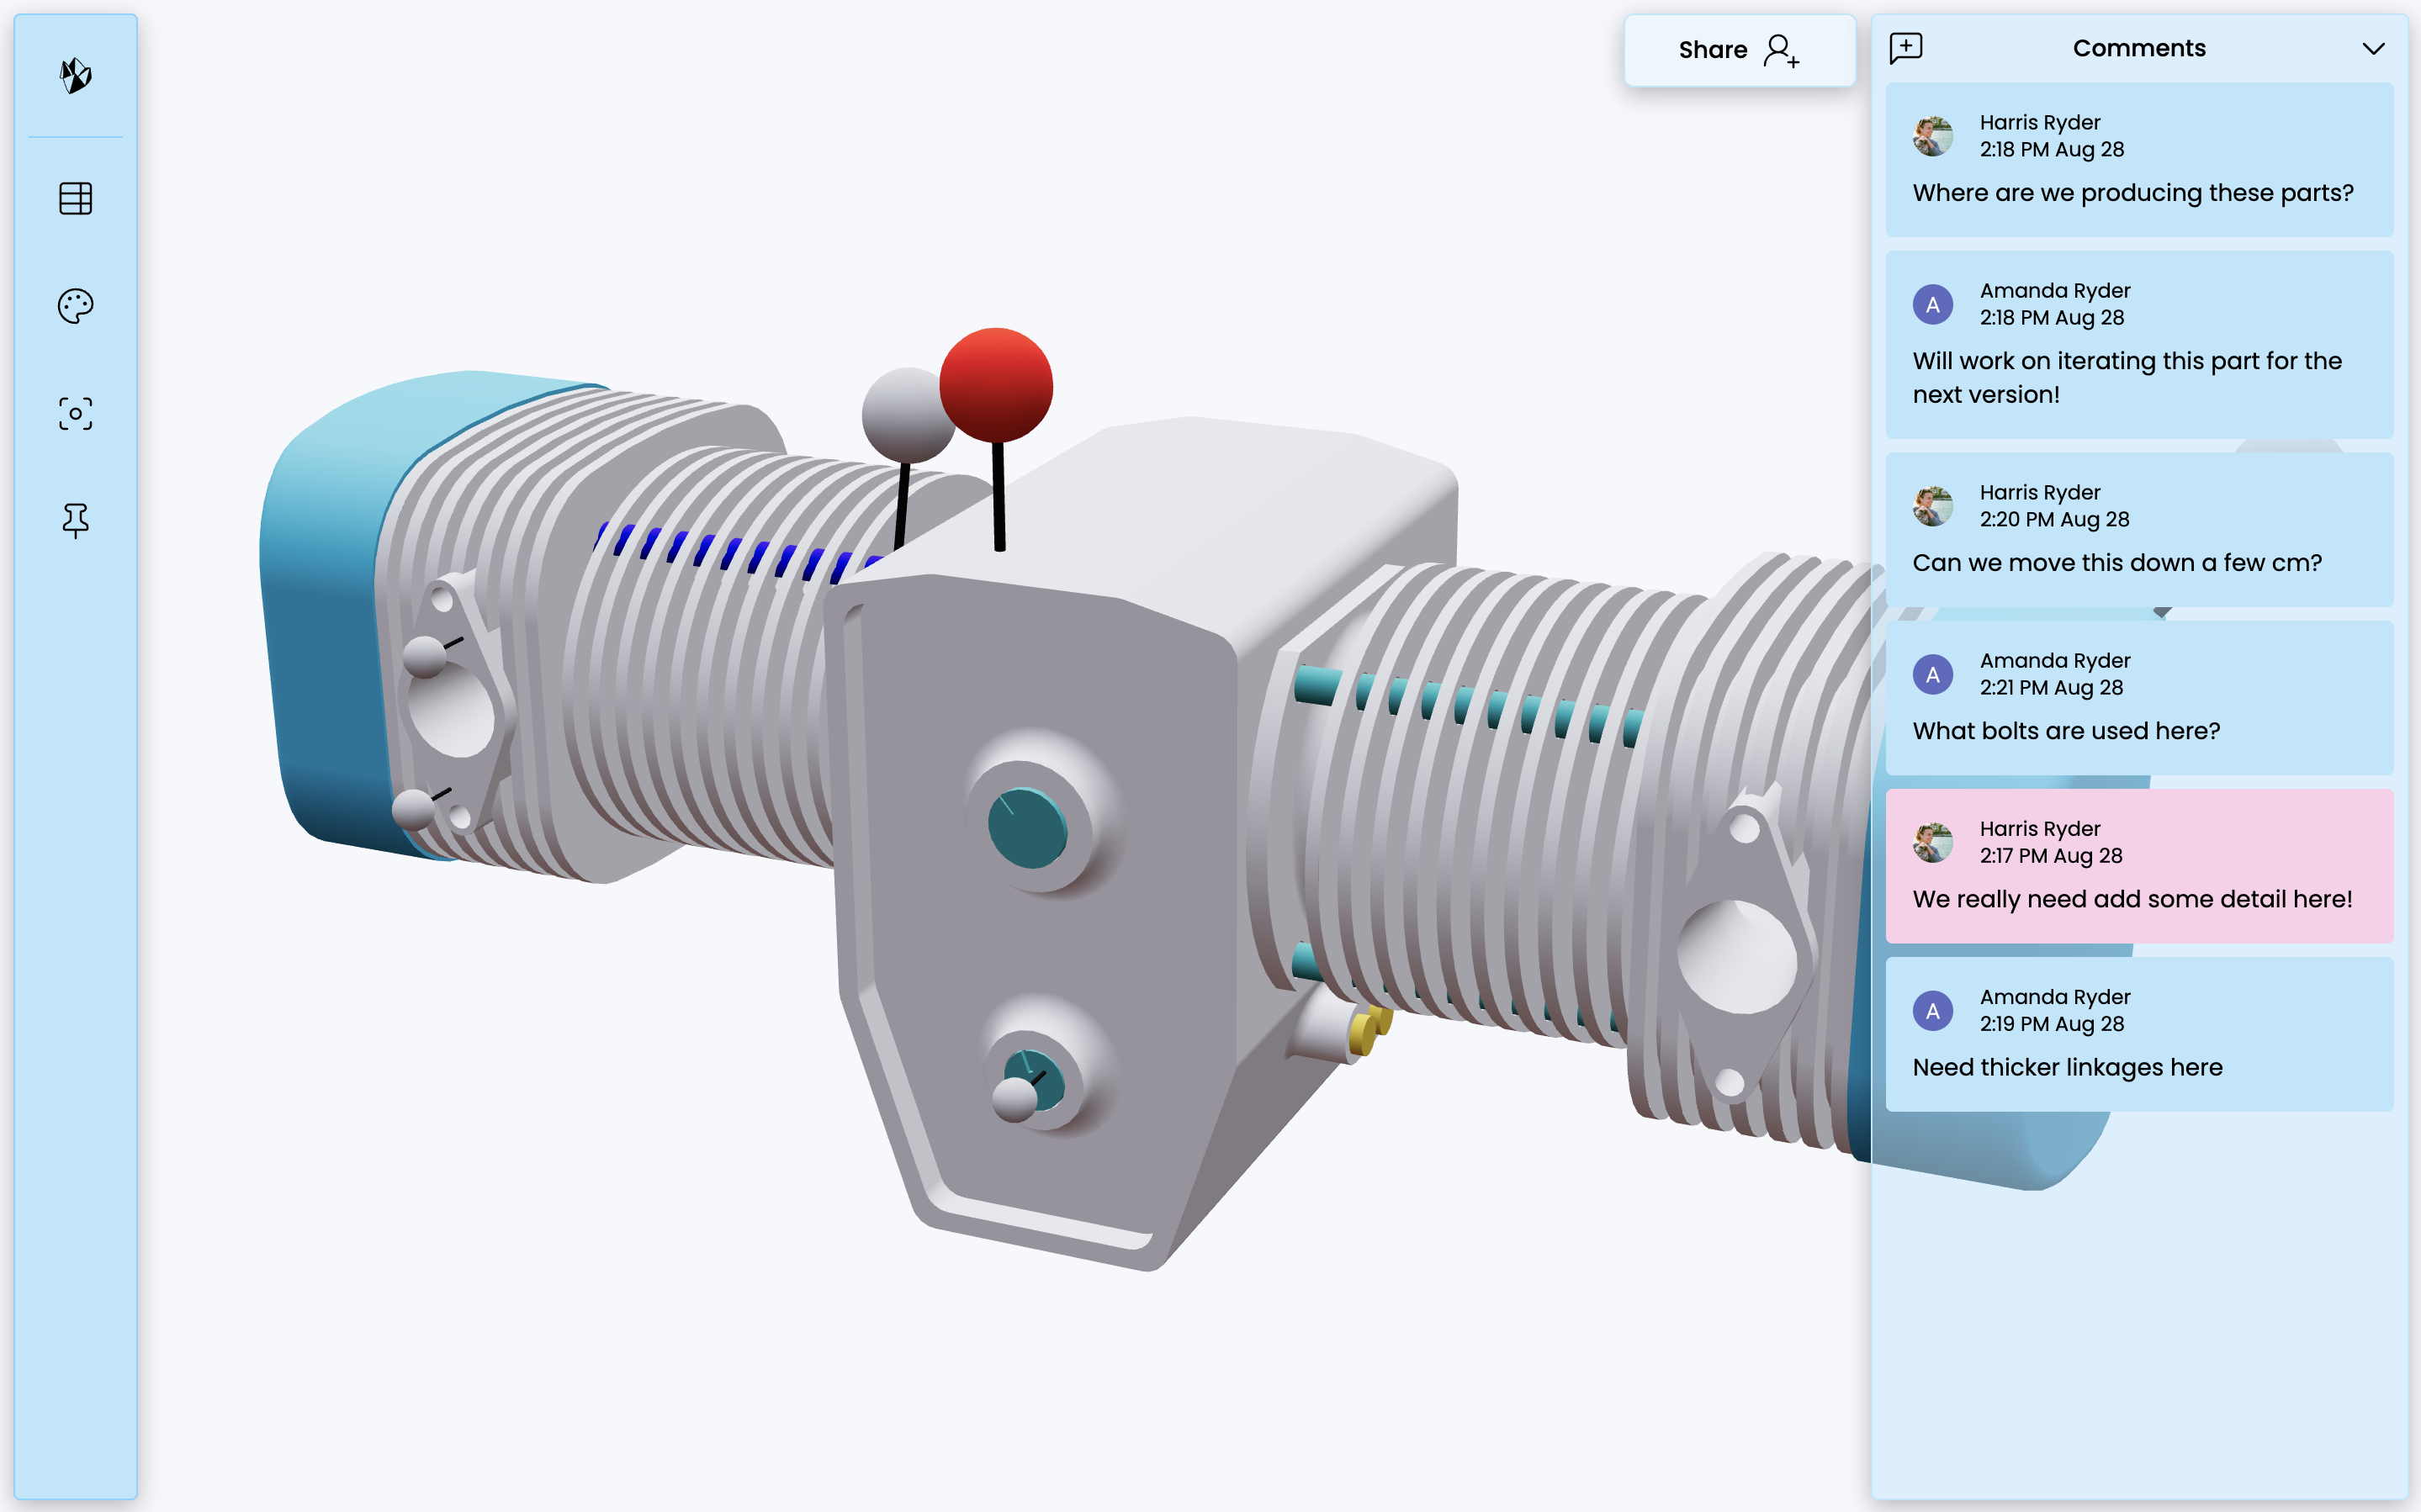 Share
Comments
Harris Ryder
2:18 PM Aug 28
Where are we producing these parts?
A
Amanda Ryder
2:18 PM Aug 28
Will work on iterating this part for the
next version!
Harris Ryder
2:20 PM Aug 28
Can we move this down a few cm?
A
Amanda Ryder
2:21 PM Aug 28
What bolts are used here?
Harris Ryder
2:17 PM Aug 28
We really need add some detail here!
A
Amanda Ryder
2:19 PM Aug 28
Need thicker linkages here